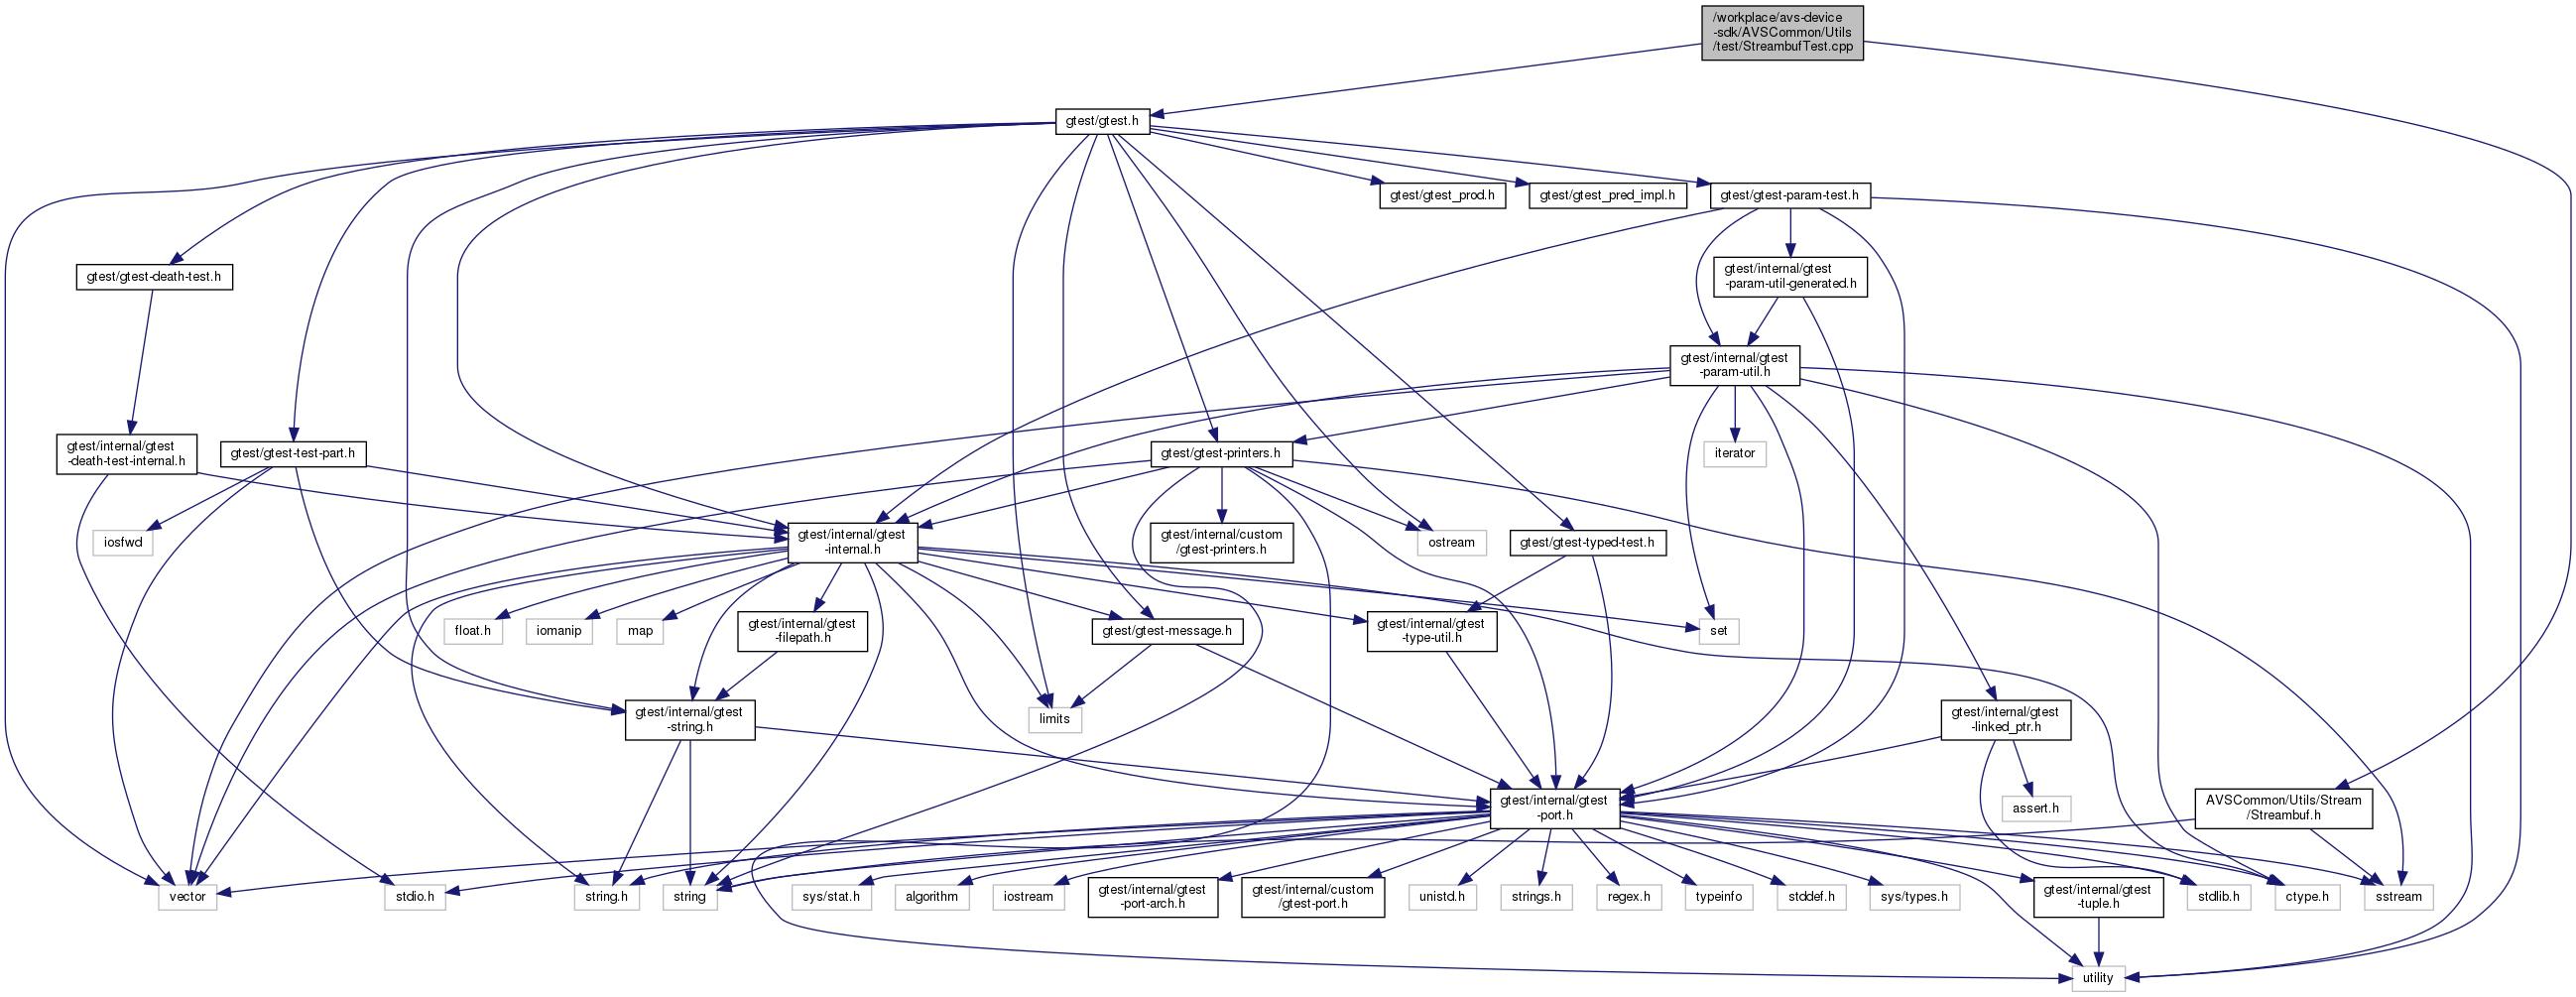 /workplace/avs-device
-sdk/AVSCommon/Utils
/test/StreambufTest.cpp
gtest/gtest.h
gtest/gtest_prod.h
gtest/gtest_pred_impl.h
gtest/gtest-param-test.h
gtest/gtest-death-test.h
gtest/internal/gtest
-param-util-generated.h
gtest/internal/gtest
-param-util.h
gtest/internal/gtest
-death-test-internal.h
gtest/gtest-test-part.h
gtest/gtest-printers.h
iterator
iosfwd
gtest/internal/gtest
-internal.h
gtest/internal/custom
/gtest-printers.h
ostream
gtest/gtest-typed-test.h
float.h
iomanip
map
gtest/internal/gtest
-filepath.h
gtest/gtest-message.h
gtest/internal/gtest
-type-util.h
set
gtest/internal/gtest
-string.h
limits
gtest/internal/gtest
-linked_ptr.h
gtest/internal/gtest
-port.h
assert.h
AVSCommon/Utils/Stream
/Streambuf.h
vector
stdio.h
string.h
string
sys/stat.h
algorithm
iostream
gtest/internal/gtest
-port-arch.h
gtest/internal/custom
/gtest-port.h
unistd.h
strings.h
regex.h
typeinfo
stddef.h
sys/types.h
gtest/internal/gtest
-tuple.h
stdlib.h
ctype.h
sstream
utility